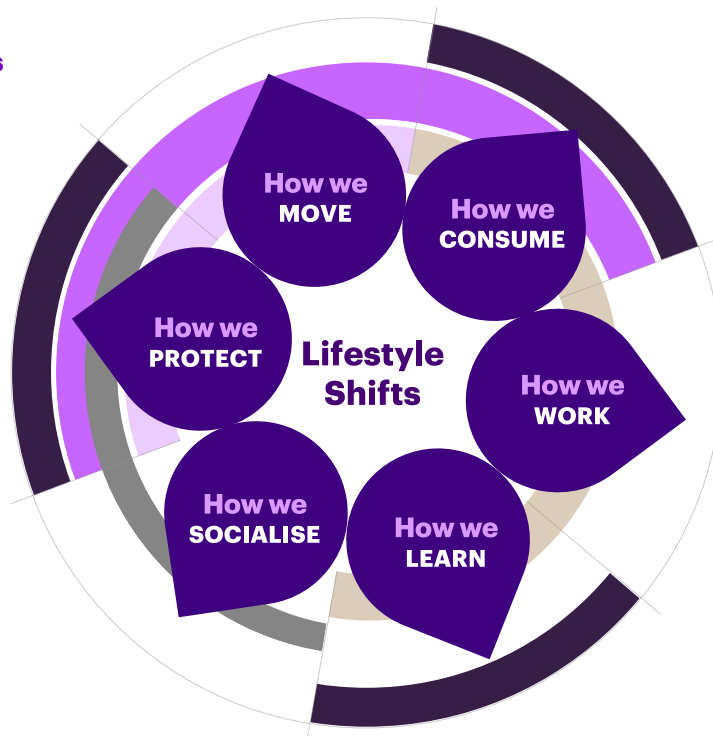 How we
MOVE
How we
CONSUME
How we
WORK
How we
LEARN
How we
SOCIALISE
How we
PROTECT
Lifestyle
Shifts